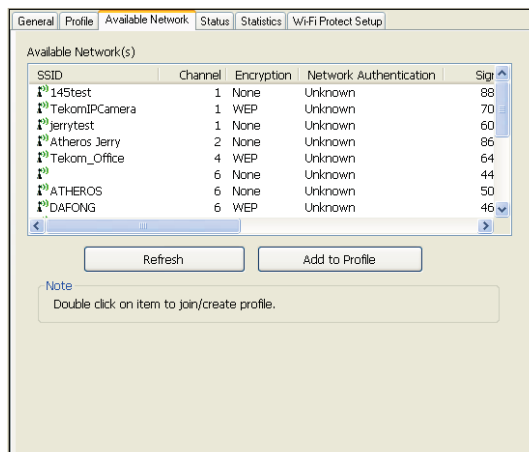 General Profile Available Network Status Statistics Wi-Fi Protect Setup
Available Network(s)
SSID Channel Encryption Network Authentication Sigr
145test 1 None Unknown 88
TekomIPCamera 1 WEP Unknown 70
jerrytest 1 None Unknown 60
Atheros Jerry 2 None Unknown 86
Tekom_Office 4 WEP Unknown 64
6 None Unknown 44
ATHEROS 6 None Unknown 50
DAFONG 6 WEP Unknown 46
Refresh Add to Profile
Note
Double click on item to join/create profile.